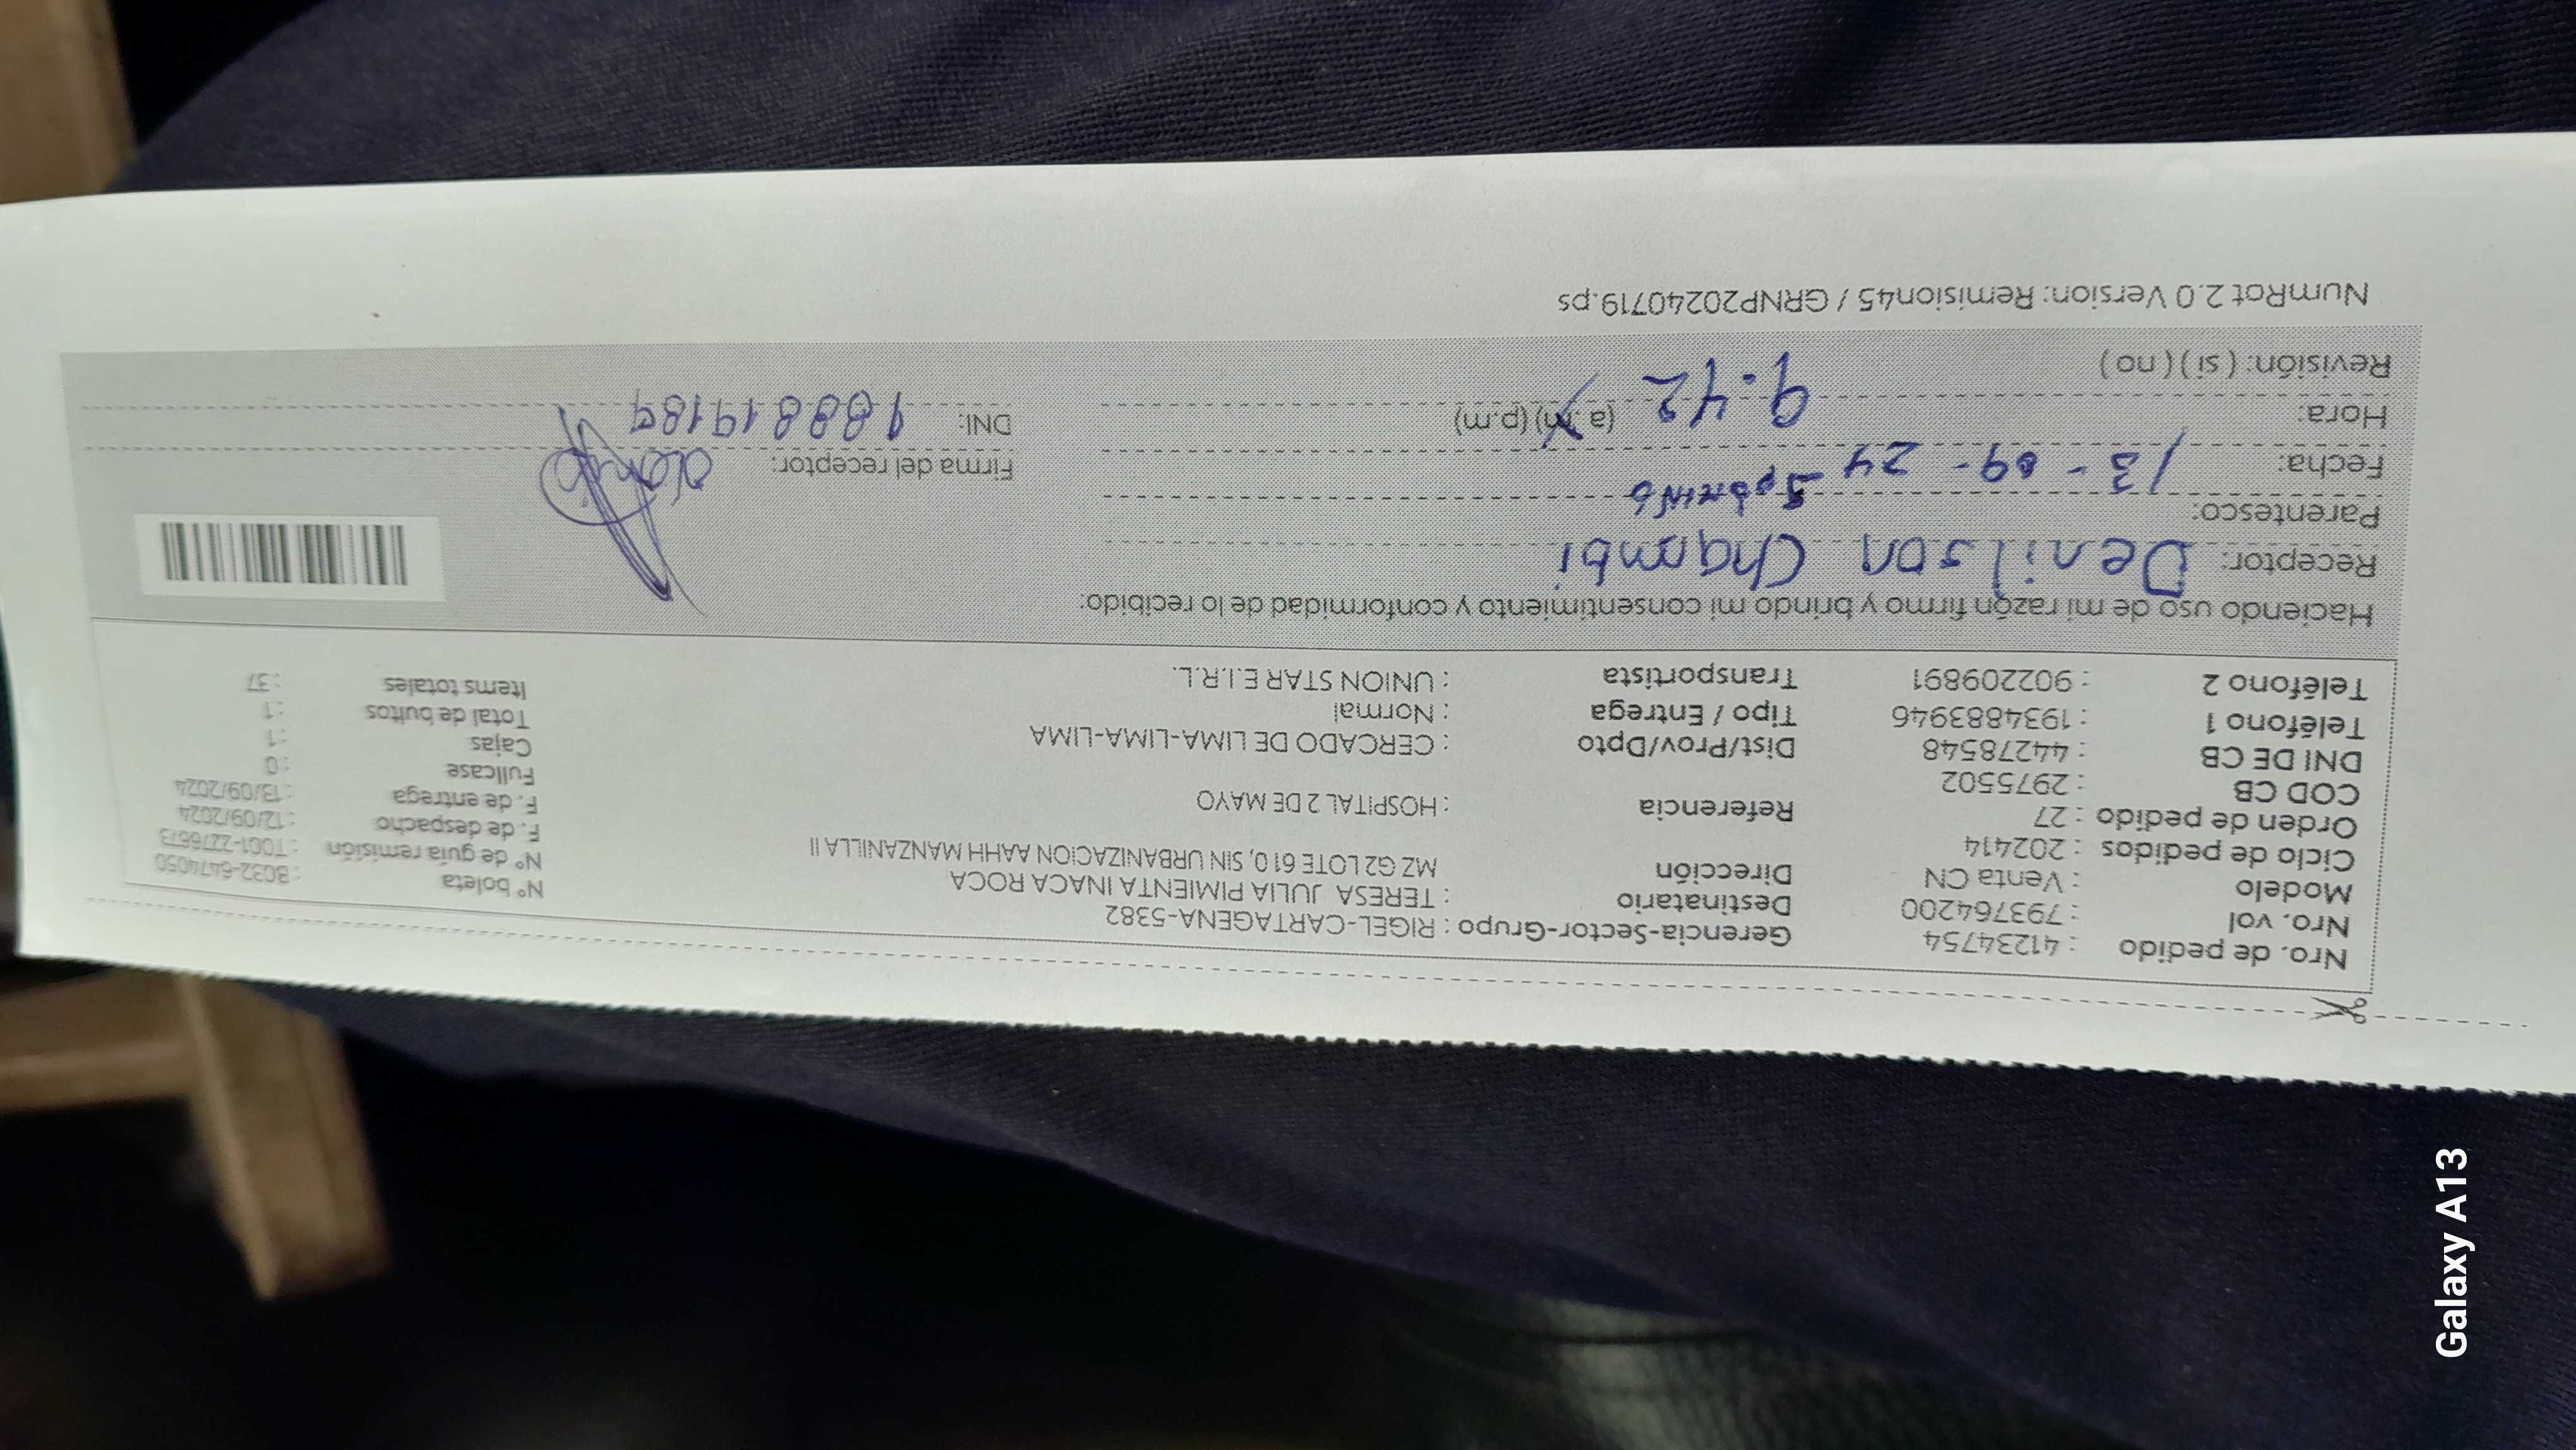 Nro. de pedido : 41234754 Gerencia-Sector-Grupo : RIGEL-CARTAGENA-5382 N° boleta : B032-6474050
Nro. vol : 793764200 Destinatario : TERESA JULIA PIMIENTA INACA ROCA N° de guía remisión : T001-2276673
Modelo : Venta CN Dirección MZ G2 LOTE 610, SIN URBANIZACION AAHH MANZANILLA II F. de despacho : 12/09/2024
Ciclo de pedidos : 202414 F. de entrega : 13/09/2024
Orden de pedido : 27 Referencia : HOSPITAL 2 DE MAYO Fullcase : 0
COD CB : 2975502 Cajas : 1
DNI DE CB : 44278548 Dist/Prov/Dpto : CERCADO DE LIMA-LIMA-LIMA Total de bultos : 1
Teléfono 1 : 1934883946 Tipo / Entrega : Normal Items totales : 37
Teléfono 2 : 902209891 Transportista : UNION STAR E.I.R.L.
Haciendo uso de mi razón firmo y brindo mi consentimiento y conformidad de lo recibido:
Receptor: Denilson Chambi
Parentesco: Sobrino
Fecha: 13-09-24 Firma del receptor:
Hora: 9.42 (a.m) (p.m) DNI:
Revisión: ( si ) ( no )
NumRot 2.0 Version: Remision45 / GRNP20240719.ps
Galaxy A13